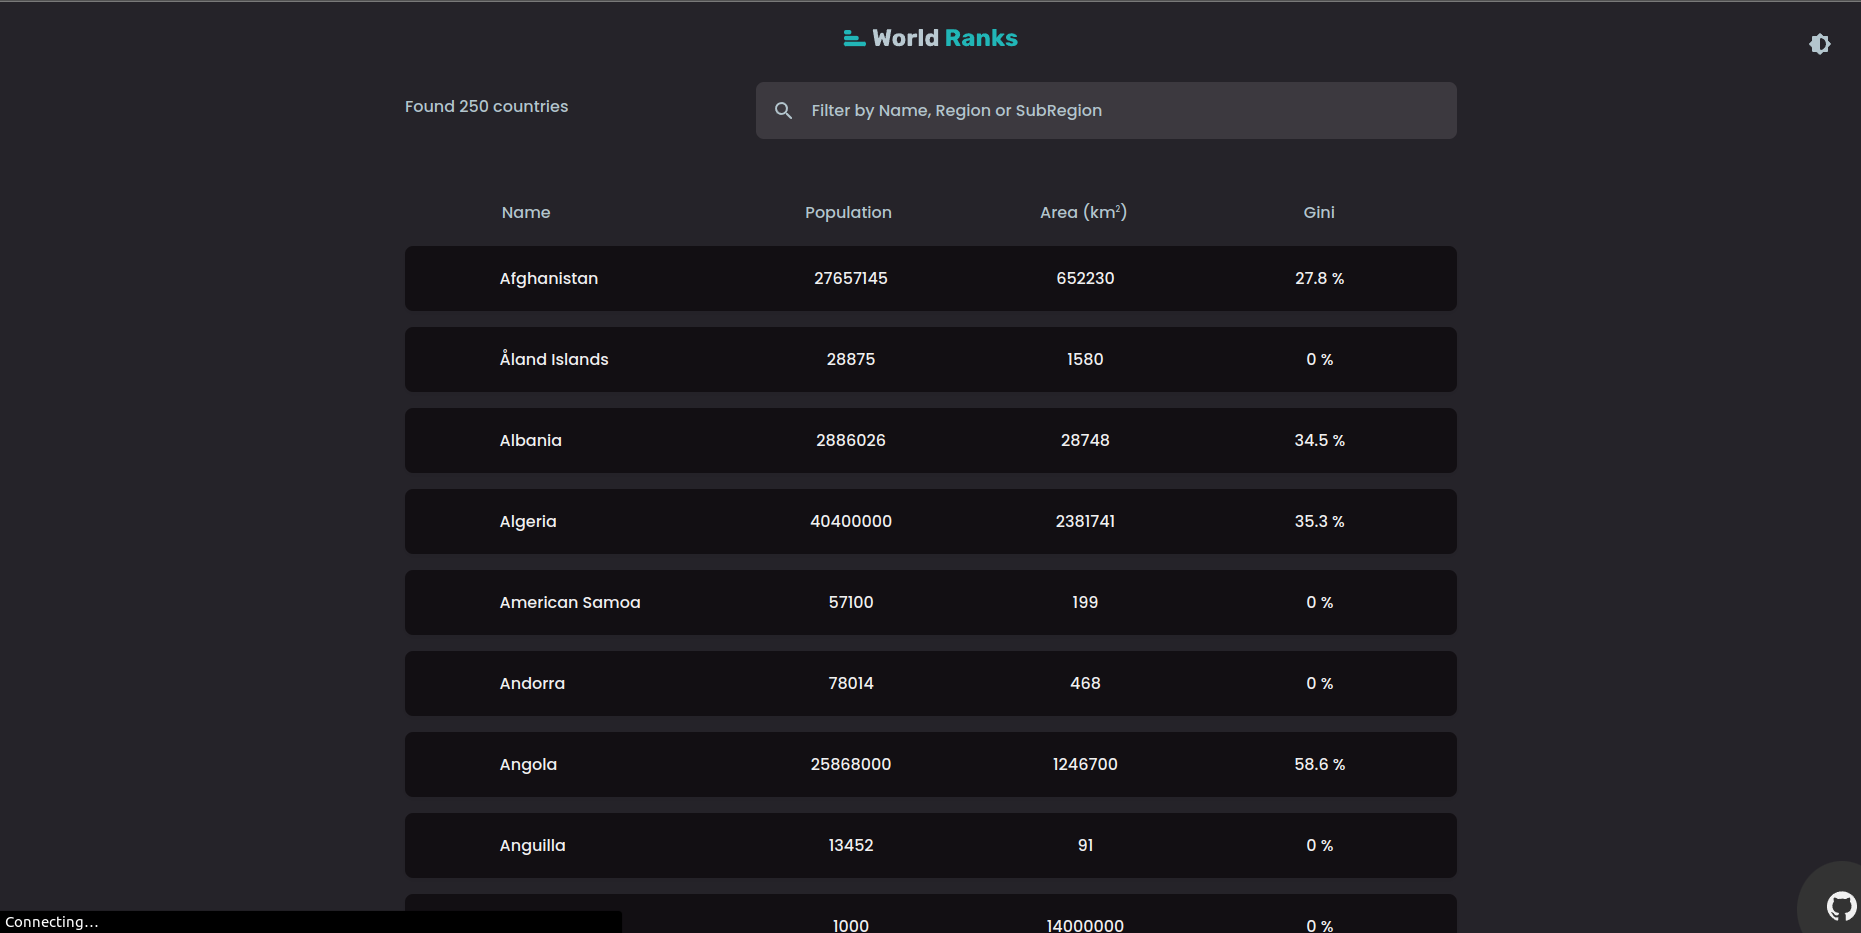 World Ranks
Found 250 countries
Filter by Name, Region or SubRegion
Name Population Area (km²) Gini
Afghanistan 27657145 652230 27.8 %
Åland Islands 28875 1580 0 %
Albania 2886026 28748 34.5 %
Algeria 40400000 2381741 35.3 %
American Samoa 57100 199 0 %
Andorra 78014 468 0 %
Angola 25868000 1246700 58.6 %
Anguilla 13452 91 0 %
1000 14000000 0 %
Connecting...